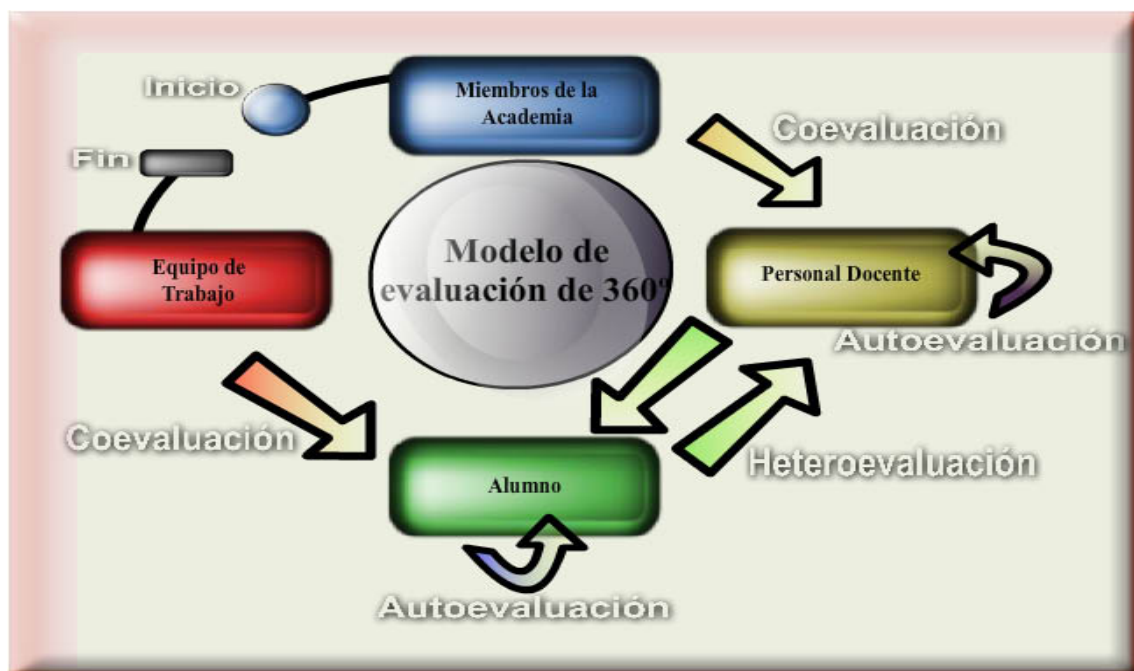 Inicio
Miembros de la
Academia
Coevaluación
Fin
Modelo de
evaluación de 360º
Equipo de
Trabajo
Personal Docente
Autoevaluación
Coevaluación
Heteroevaluación
Alumno
Autoevaluación